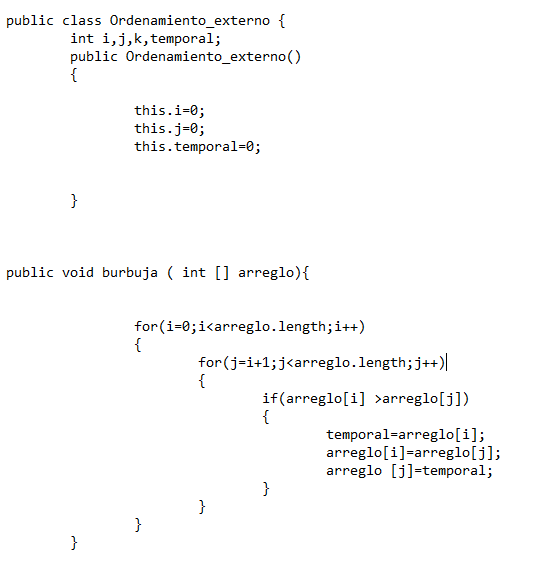 public class Ordenamiento_externo {
int i,j,k,temporal;
public Ordenamiento_externo()
{
this.i=0;
this.j=0;
this.temporal=0;
}
public void burbuja ( int [] arreglo){
for(i=0;i<arreglo.length;i++)
{
for(j=i+1;j<arreglo.length;j++)
{
if(arreglo[i] >arreglo[j])
{
temporal=arreglo[i];
arreglo[i]=arreglo[j];
arreglo [j]=temporal;
}
}
}
}